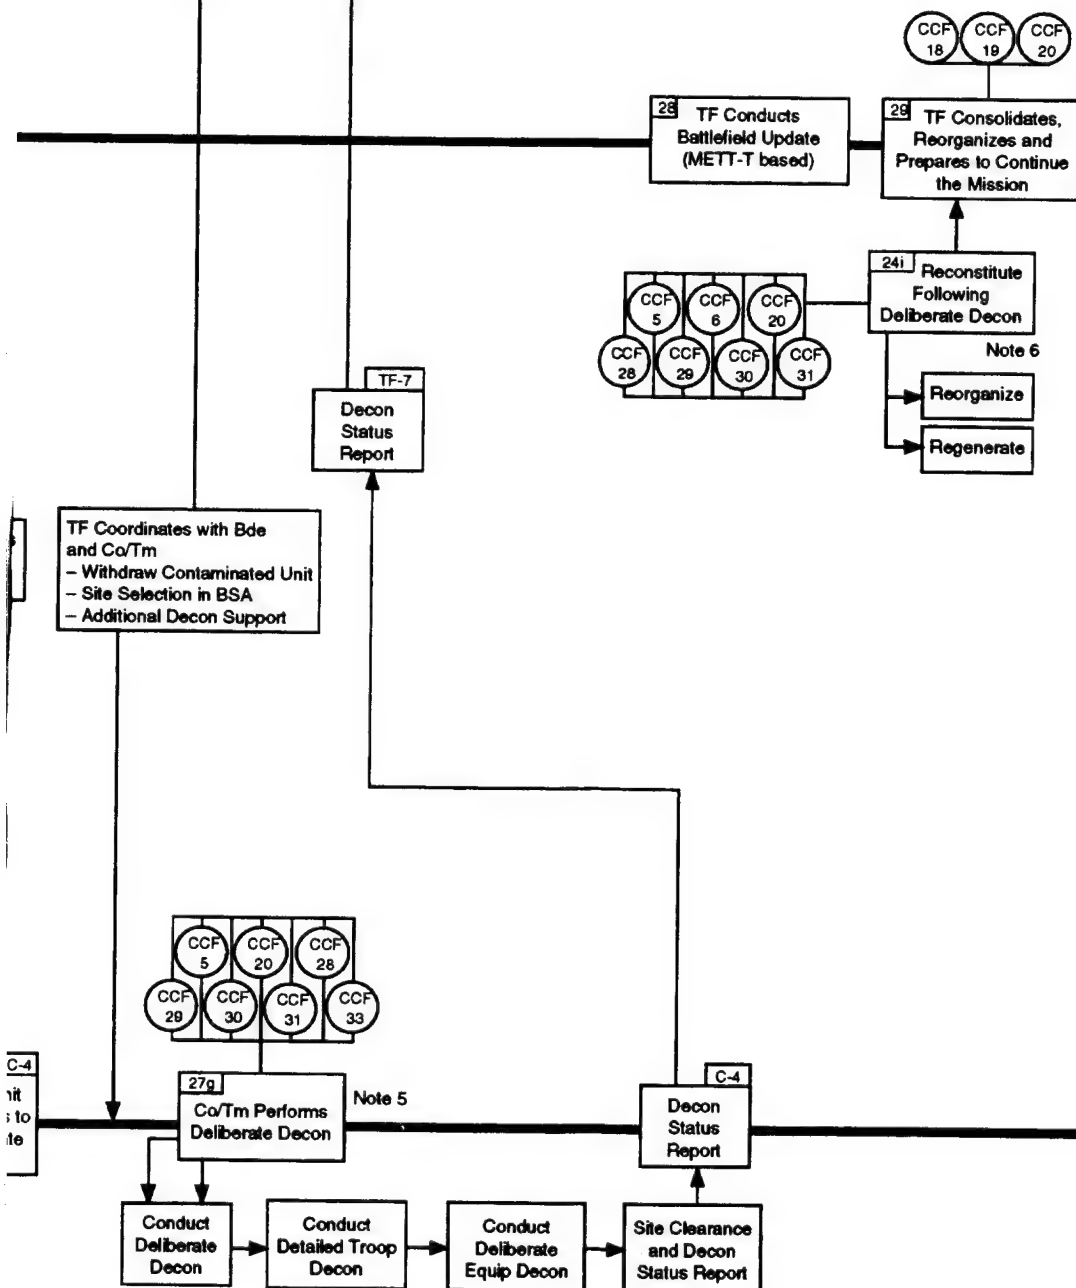 CCF
18
CCF
19
CCF
20
28
TF Conducts
Battlefield Update
(METT-T based)
29
TF Consolidates,
Reorganizes and
Prepares to Continue
the Mission
24i
Reconstitute
Following
Deliberate Decon
Note 6
CCF
5
CCF
6
CCF
20
CCF
28
CCF
29
CCF
30
CCF
31
Reorganize
Regenerate
TF-7
Decon
Status
Report
TF Coordinates with Bde
and Co/Tm
– Withdraw Contaminated Unit
– Site Selection in BSA
– Additional Decon Support
CCF
5
CCF
20
CCF
28
CCF
29
CCF
30
CCF
31
CCF
33
C-4
27g
Co/Tm Performs
Deliberate Decon
Note 5
C-4
Decon
Status
Report
Conduct
Deliberate
Decon
Conduct
Detailed Troop
Decon
Conduct
Deliberate
Equip Decon
Site Clearance
and Decon
Status Report